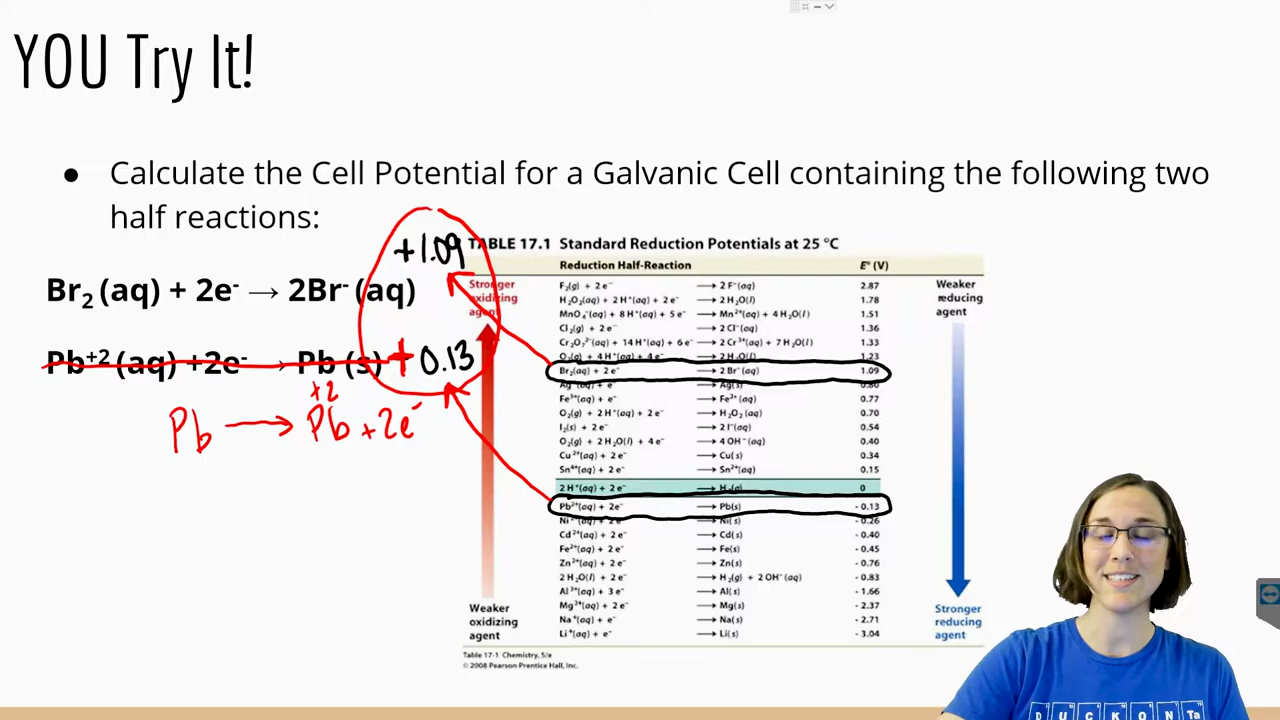 YOU Try It!
● Calculate the Cell Potential for a Galvanic Cell containing the following two
half reactions:
+1.09
Br₂ (aq) + 2e⁻ → 2Br⁻ (aq)
Pb⁺² (aq) +2e⁻ → Pb (s) + 0.13
Pb → Pb⁺² + 2e⁻
TABLE 17.1 Standard Reduction Potentials at 25 °C
Reduction Half-Reaction E° (V)
Stronger
oxidizing
agent
F₂(g) + 2 e⁻ → 2 F⁻(aq) 2.87
H₂O₂(aq) + 2 H⁺(aq) + 2 e⁻ → 2 H₂O(l) 1.78
MnO₄⁻(aq) + 8 H⁺(aq) + 5 e⁻ → Mn²⁺(aq) + 4 H₂O(l) 1.51
Cl₂(g) + 2 e⁻ → 2 Cl⁻(aq) 1.36
Cr₂O₇²⁻(aq) + 14 H⁺(aq) + 6 e⁻ → 2 Cr³⁺(aq) + 7 H₂O(l) 1.33
O₂(g) + 4 H⁺(aq) + 4 e⁻ → 2 H₂O(l) 1.23
Br₂(aq) + 2 e⁻ → 2 Br⁻(aq) 1.09
Ag⁺(aq) + e⁻ → Ag(s) 0.80
Fe³⁺(aq) + e⁻ → Fe²⁺(aq) 0.77
O₂(g) + 2 H⁺(aq) + 2 e⁻ → H₂O₂(aq) 0.70
I₂(s) + 2 e⁻ → 2 I⁻(aq) 0.54
O₂(g) + 2 H₂O(l) + 4 e⁻ → 4 OH⁻(aq) 0.40
Cu²⁺(aq) + 2 e⁻ → Cu(s) 0.34
Sn⁴⁺(aq) + 2 e⁻ → Sn²⁺(aq) 0.15
2 H⁺(aq) + 2 e⁻ → H₂(g) 0
Pb²⁺(aq) + 2e⁻ → Pb(s) - 0.13
Ni²⁺(aq) + 2 e⁻ → Ni(s) - 0.26
Cd²⁺(aq) + 2 e⁻ → Cd(s) - 0.40
Fe²⁺(aq) + 2 e⁻ → Fe(s) - 0.45
Zn²⁺(aq) + 2 e⁻ → Zn(s) - 0.76
2 H₂O(l) + 2 e⁻ → H₂(g) + 2 OH⁻(aq) - 0.83
Al³⁺(aq) + 3 e⁻ → Al(s) - 1.66
Mg²⁺(aq) + 2 e⁻ → Mg(s) - 2.37
Na⁺(aq) + e⁻ → Na(s) - 2.71
Li⁺(aq) + e⁻ → Li(s) - 3.04
Weaker
oxidizing
agent
Weaker
reducing
agent
Stronger
reducing
agent
Table 17-1 Chemistry, 5/e
© 2008 Pearson Prentice Hall, Inc.
D U C K O N Ta